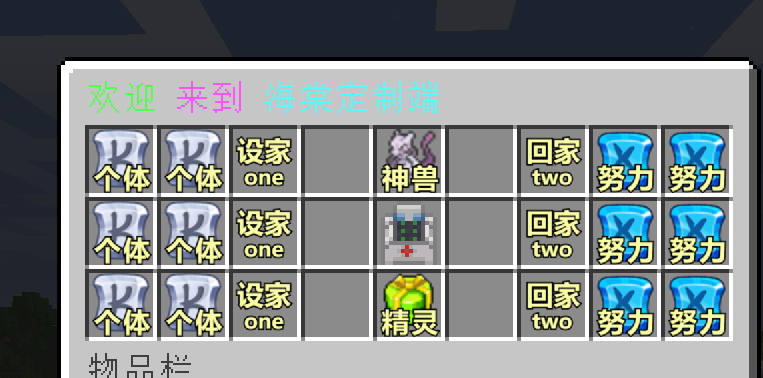 欢迎 来到 海棠定制端
个体 个体 设家 one 神兽 回家 two 努力 努力
个体 个体 设家 one 回家 two 努力 努力
个体 个体 设家 one 精灵 回家 two 努力 努力
物品栏